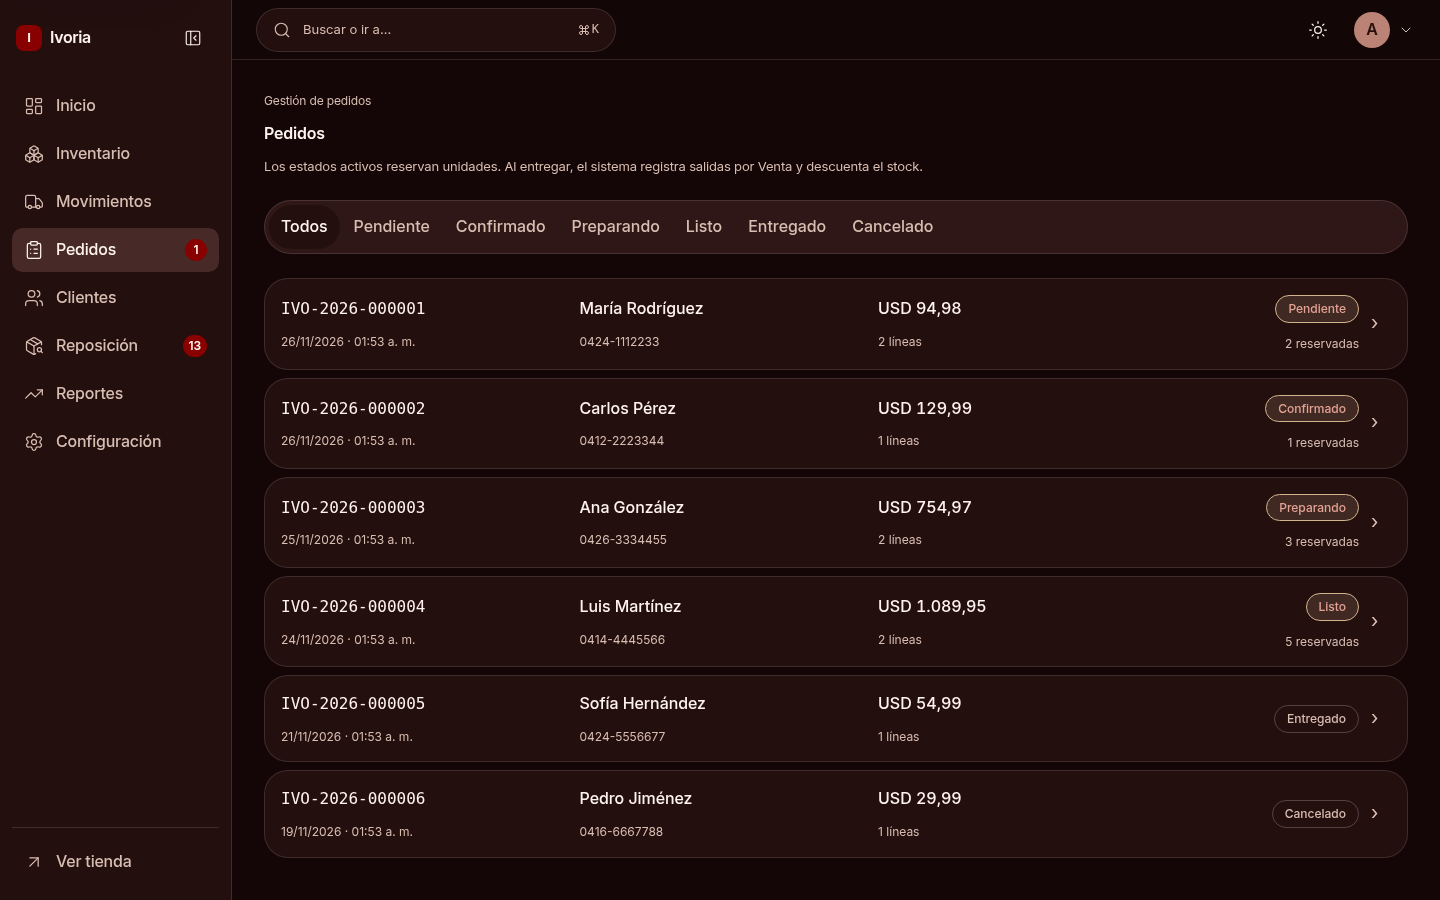 I
Ivoria
Buscar o ir a...
⌘K
A
Inicio
Inventario
Movimientos
Pedidos
1
Clientes
Reposición
13
Reportes
Configuración
Ver tienda
Gestión de pedidos
Pedidos
Los estados activos reservan unidades. Al entregar, el sistema registra salidas por Venta y descuenta el stock.
Todos Pendiente Confirmado Preparando Listo Entregado Cancelado
IVO-2026-000001 María Rodríguez USD 94,98 Pendiente
26/11/2026 · 01:53 a. m. 0424-1112233 2 líneas 2 reservadas
IVO-2026-000002 Carlos Pérez USD 129,99 Confirmado
26/11/2026 · 01:53 a. m. 0412-2223344 1 líneas 1 reservadas
IVO-2026-000003 Ana González USD 754,97 Preparando
25/11/2026 · 01:53 a. m. 0426-3334455 2 líneas 3 reservadas
IVO-2026-000004 Luis Martínez USD 1.089,95 Listo
24/11/2026 · 01:53 a. m. 0414-4445566 2 líneas 5 reservadas
IVO-2026-000005 Sofía Hernández USD 54,99 Entregado
21/11/2026 · 01:53 a. m. 0424-5556677 1 líneas
IVO-2026-000006 Pedro Jiménez USD 29,99 Cancelado
19/11/2026 · 01:53 a. m. 0416-6667788 1 líneas